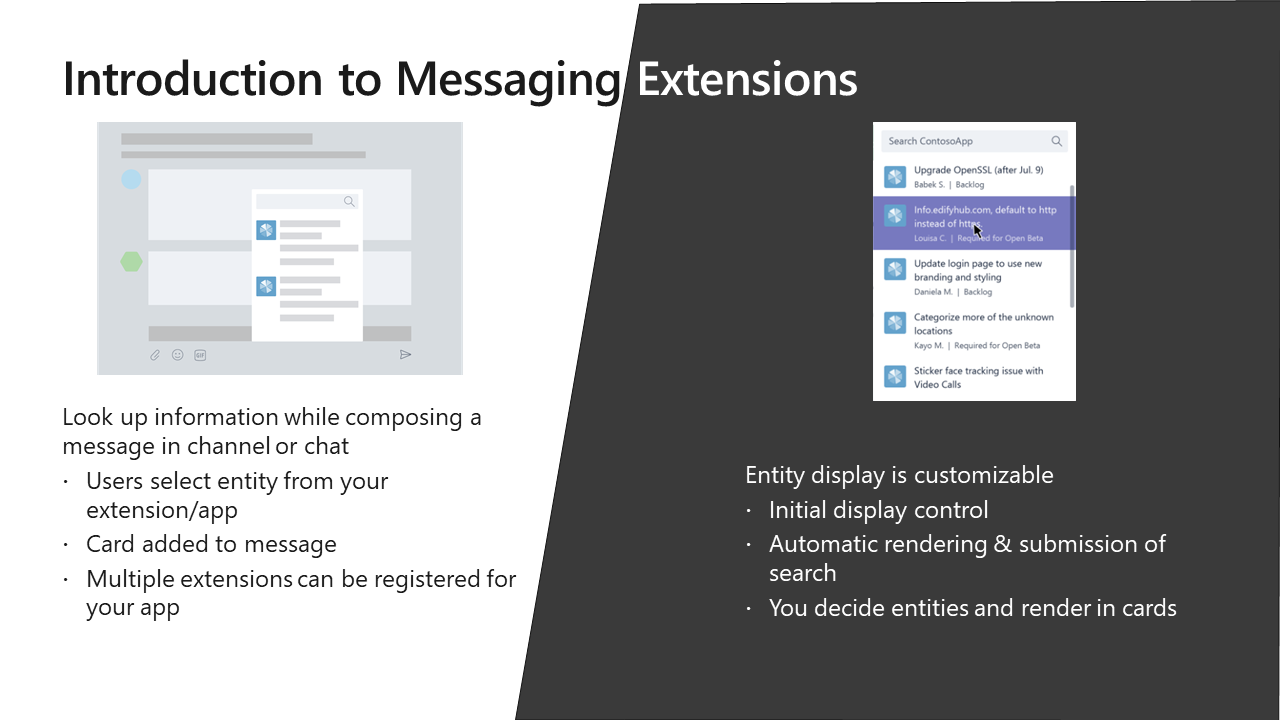 Introduction to Messaging Extensions
GIF
Look up information while composing a
message in channel or chat
· Users select entity from your
extension/app
· Card added to message
· Multiple extensions can be registered for
your app
Search ContosoApp
Upgrade OpenSSL (after Jul. 9)
Babek S. | Backlog
Info.edifyhub.com, default to http
instead of https.
Louisa C. | Required for Open Beta
Update login page to use new
branding and styling
Daniela M. | Backlog
Categorize more of the unknown
locations
Kayo M. | Required for Open Beta
Sticker face tracking issue with
Video Calls
Entity display is customizable
· Initial display control
· Automatic rendering & submission of
search
· You decide entities and render in cards